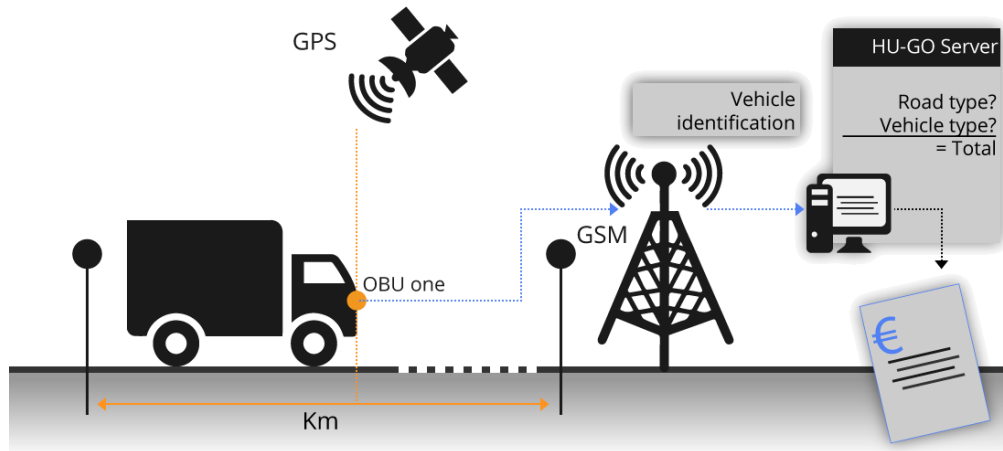 GPS
HU-GO Server
Vehicle
identification
Road type?
Vehicle type?
= Total
GSM
OBU one
€
Km